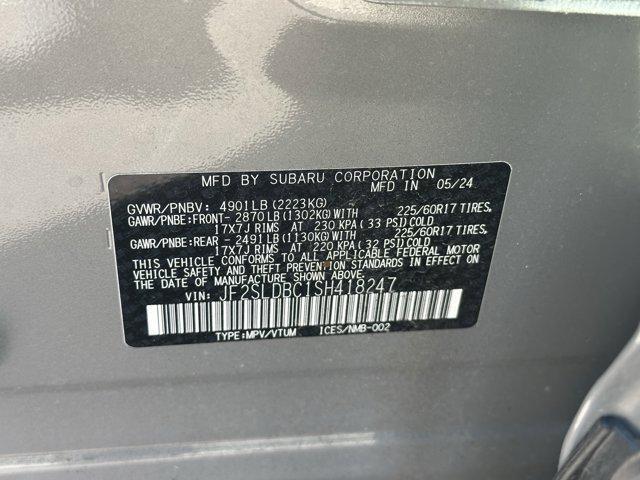 MFD BY SUBARU CORPORATION
MFD IN 05/24
GVWR/PNBV: 4901LB(2223KG)
GAWR/PNBE:FRONT- 2870LB(1302KG)WITH 225/60R17 TIRES,
17X7J RIMS AT 230 KPA(33 PSI)COLD
GAWR/PNBE:REAR - 2491LB(1130KG)WITH 225/60R17 TIRES,
17X7J RIMS AT 220 KPA(32 PSI)COLD
THIS VEHICLE CONFORMS TO ALL APPLICABLE FEDERAL MOTOR
VEHICLE SAFETY AND THEFT PREVENTION STANDARDS IN EFFECT ON
THE DATE OF MANUFACTURE SHOWN ABOVE.
VIN: JF2SLDBC1SH418247
TYPE:MPV/VTUM ICES/NMB-002